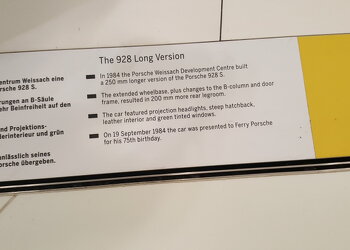 entrum Weissach eine
orsche 928 S.
rungen an B-Säule
ehr Beinfreiheit auf den
und Projektions-
derinterieur und grün
nlässlich seines
orsche übergeben.
The 928 Long Version
In 1984 the Porsche Weissach Development Centre built
a 250 mm longer version of the Porsche 928 S.
The extended wheelbase, plus changes to the B-column and door
frame, resulted in 200 mm more rear legroom.
The car featured projection headlights, steep hatchback,
leather interior and green tinted windows.
On 19 September 1984 the car was presented to Ferry Porsche
for his 75th birthday.